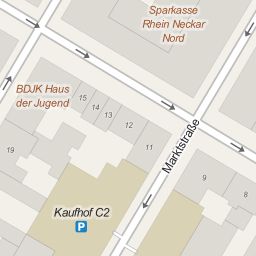 Sparkasse
Rhein Neckar
Nord
BDJK Haus
der Jugend
15
14
13
12
11
19
Marktstraße
9
8
Kaufhof C2
P